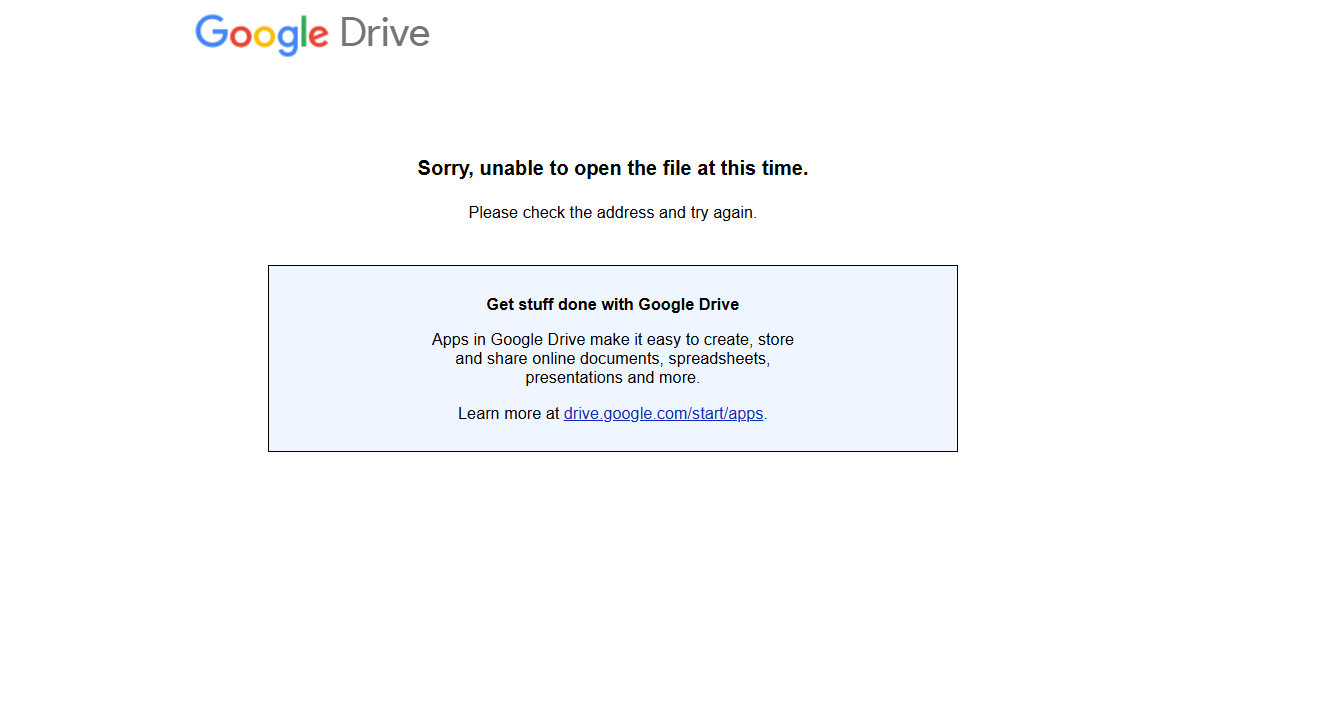 Google Drive
Sorry, unable to open the file at this time.
Please check the address and try again.
Get stuff done with Google Drive
Apps in Google Drive make it easy to create, store
and share online documents, spreadsheets,
presentations and more.
Learn more at drive.google.com/start/apps.